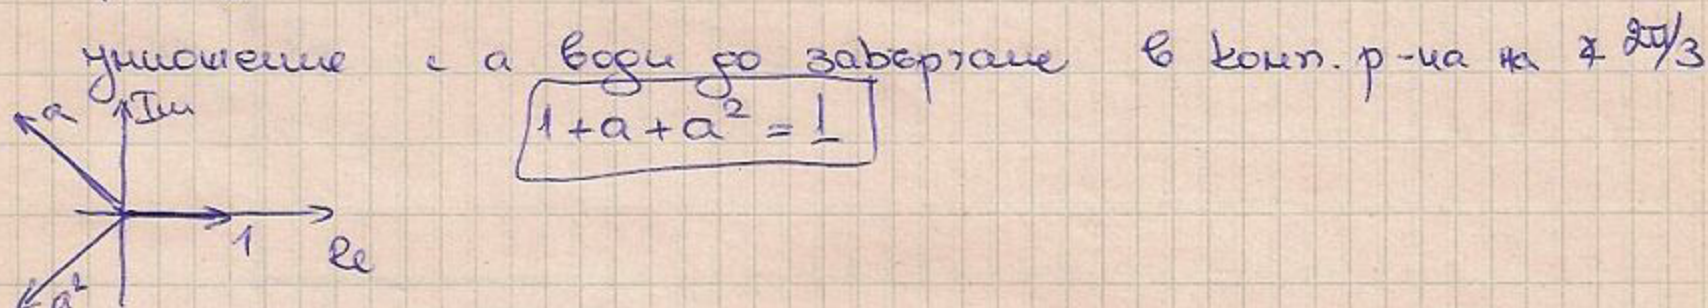 умножение с a води до завъртане в комп. р-на на ∡ 2π/3
a Im
1 + a + a² = 1
1 Re
a²